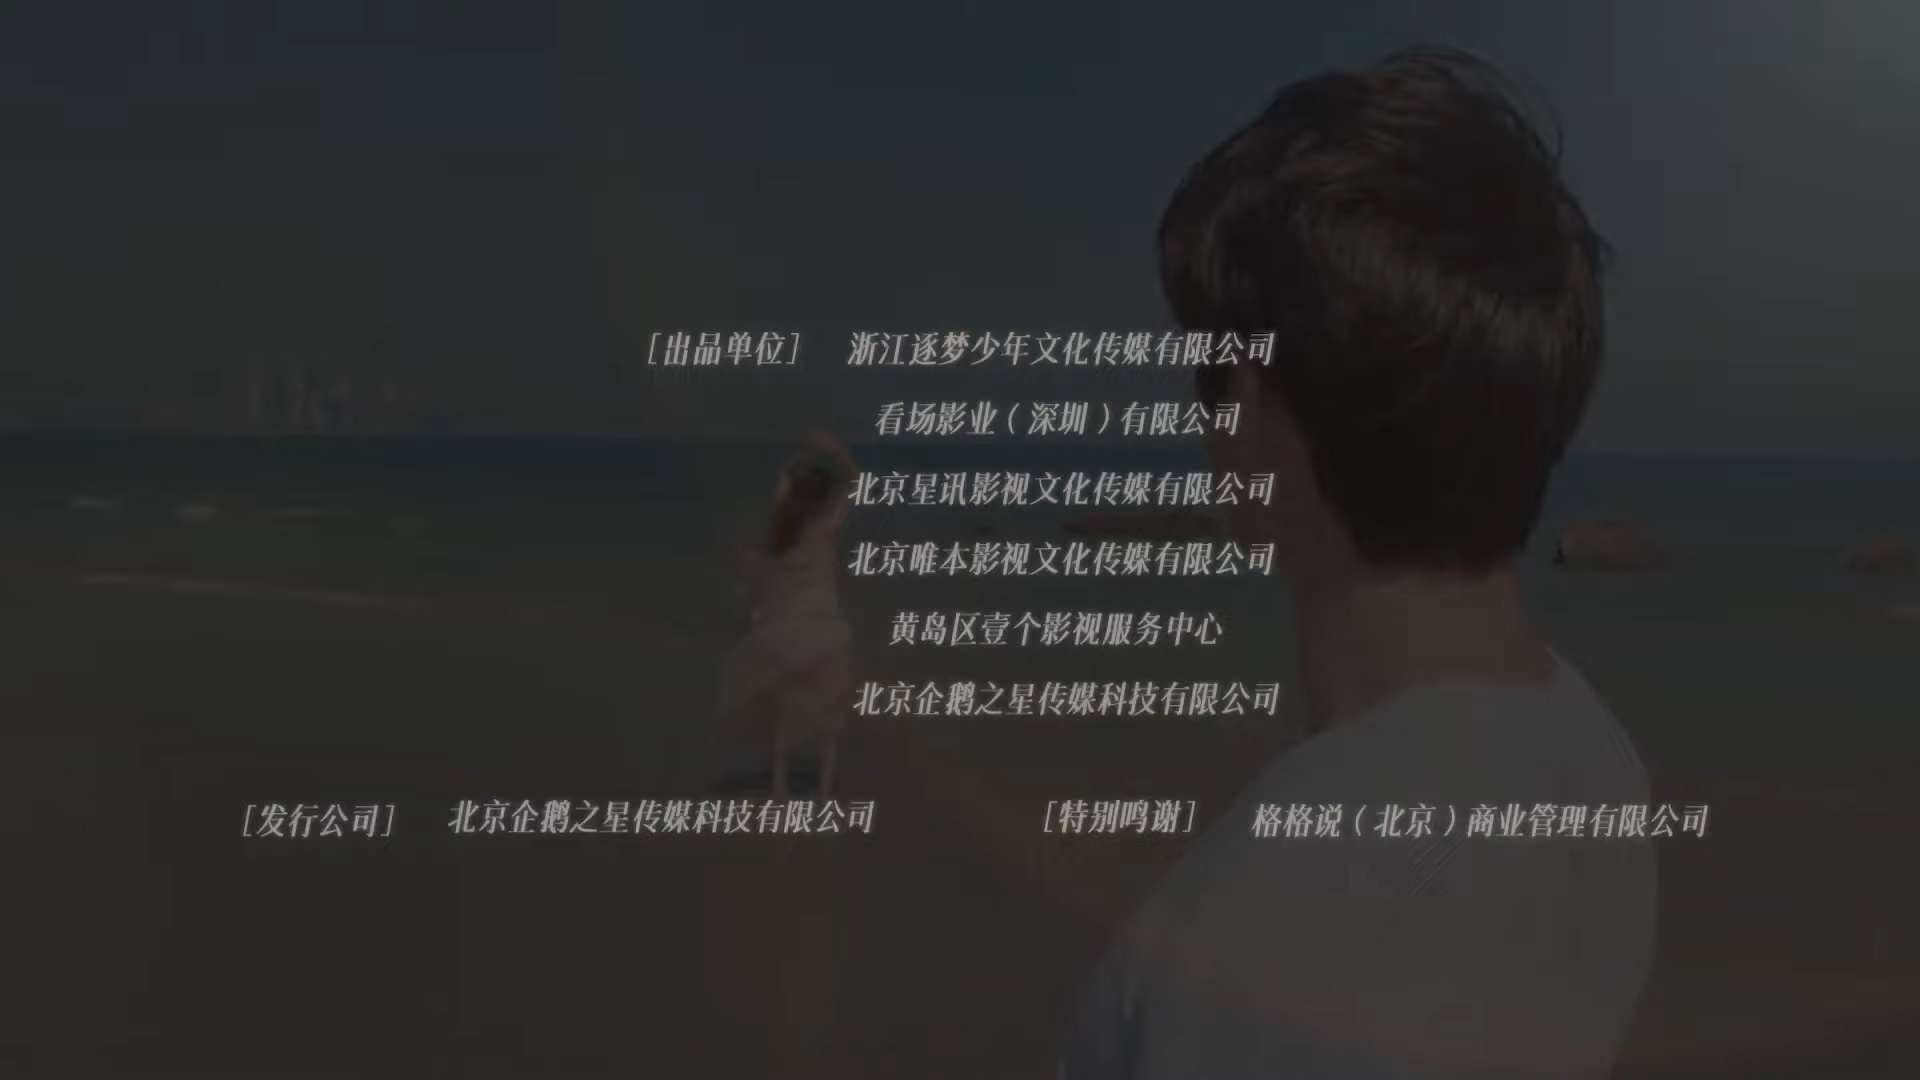 [出品单位] 浙江逐梦少年文化传媒有限公司
看场影业（深圳）有限公司
北京星讯影视文化传媒有限公司
北京唯本影视文化传媒有限公司
黄岛区壹个影视服务中心
北京企鹅之星传媒科技有限公司
[发行公司] 北京企鹅之星传媒科技有限公司 [特别鸣谢] 格格说（北京）商业管理有限公司